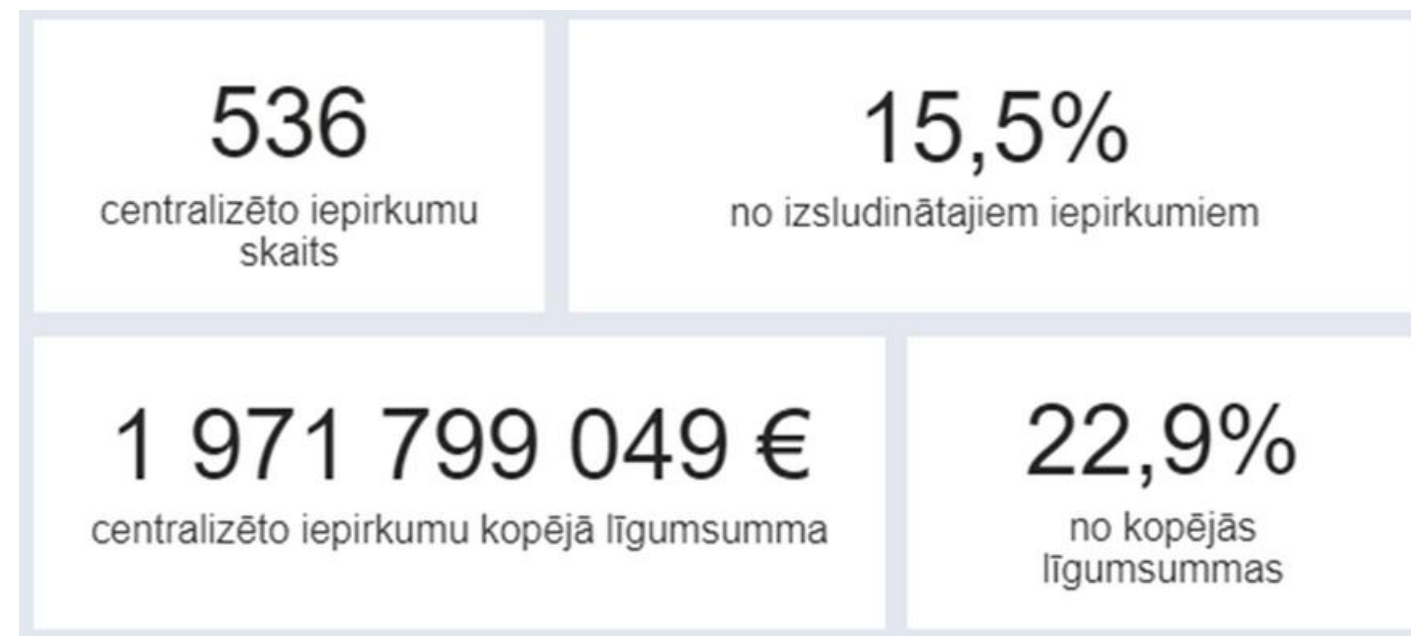 536
centralizēto iepirkumu
skaits
15,5%
no izsludinātajiem iepirkumiem
1 971 799 049 €
centralizēto iepirkumu kopējā līgumsumma
22,9%
no kopējās
līgumsummas